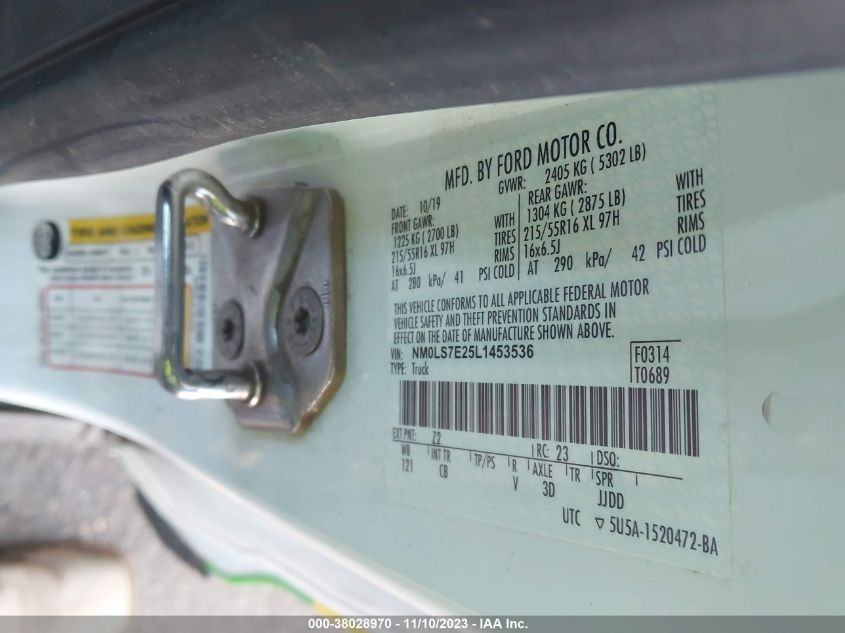 MFD. BY FORD MOTOR CO.
DATE: 10/19 GVWR: 2405 KG ( 5302 LB)
FRONT GAWR: REAR GAWR:
1225 KG ( 2700 LB) WITH 1304 KG ( 2875 LB) WITH
215/55R16 XL 97H TIRES 215/55R16 XL 97H TIRES
16x6.5J RIMS 16x6.5J RIMS
AT 280 kPa/ 41 PSI COLD AT 290 kPa/ 42 PSI COLD
THIS VEHICLE CONFORMS TO ALL APPLICABLE FEDERAL MOTOR
VEHICLE SAFETY AND THEFT PREVENTION STANDARDS IN
EFFECT ON THE DATE OF MANUFACTURE SHOWN ABOVE.
VIN: NM0LS7E25L1453536 F0314
TYPE: Truck T0689
EXT PNT: Z2 RC: 23 DSO:
WB INT TR TP/PS R AXLE TR SPR
121 CB V 3D JJDD
UTC ▽ 5U5A-1520472-BA
TIRE AND LOADING
000-38028970 - 11/10/2023 - IAA